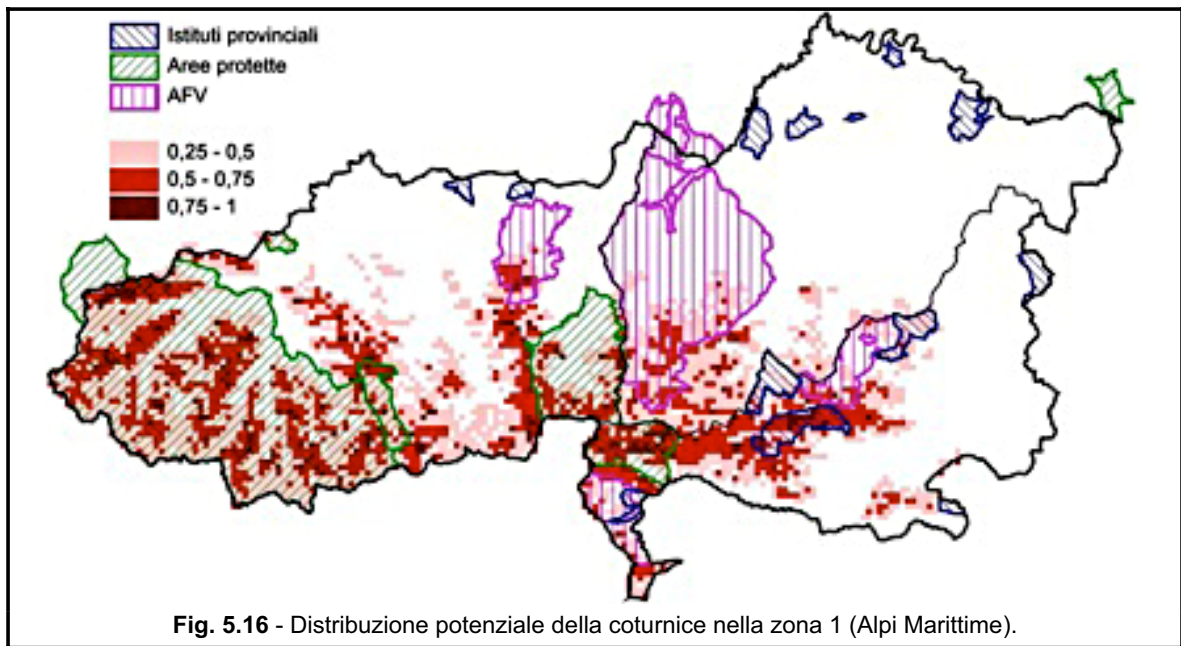 Istituti provinciali
Aree protette
AFV
0,25 - 0,5
0,5 - 0,75
0,75 - 1
Fig. 5.16 - Distribuzione potenziale della coturnice nella zona 1 (Alpi Marittime).